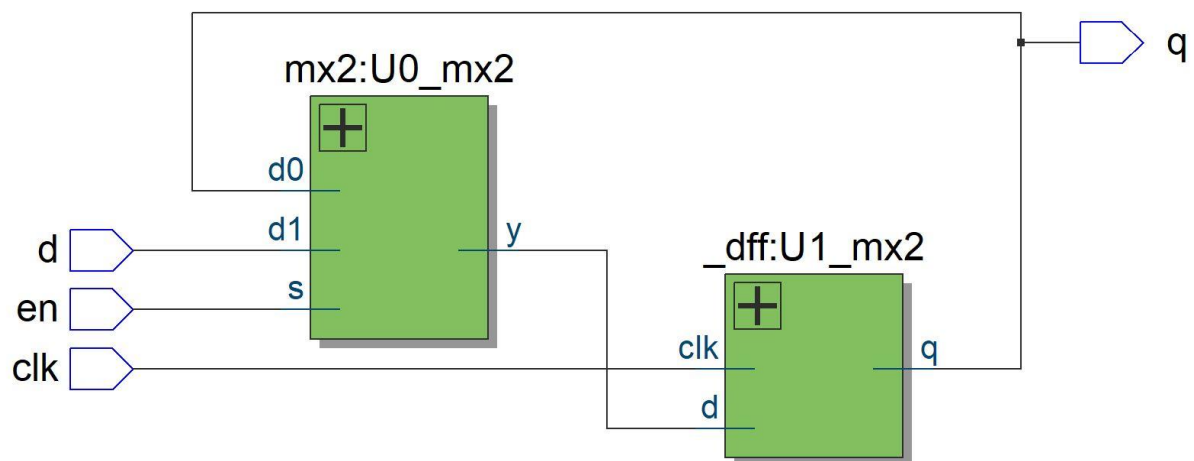 q
mx2:U0_mx2
d0
d d1 y
_dff:U1_mx2
en s
clk clk q
d